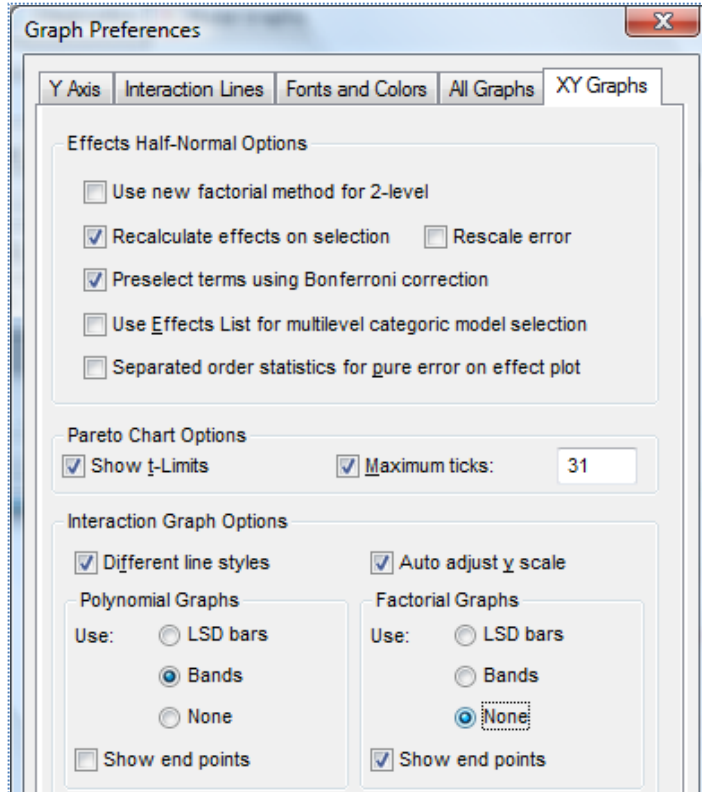 Graph Preferences
X
Y Axis Interaction Lines Fonts and Colors All Graphs XY Graphs
Effects Half-Normal Options
Use new factorial method for 2-level
Recalculate effects on selection Rescale error
Preselect terms using Bonferroni correction
Use Effects List for multilevel categoric model selection
Separated order statistics for pure error on effect plot
Pareto Chart Options
Show t-Limits Maximum ticks: 31
Interaction Graph Options
Different line styles Auto adjust y scale
Polynomial Graphs Factorial Graphs
Use: LSD bars Use: LSD bars
Bands Bands
None None
Show end points Show end points